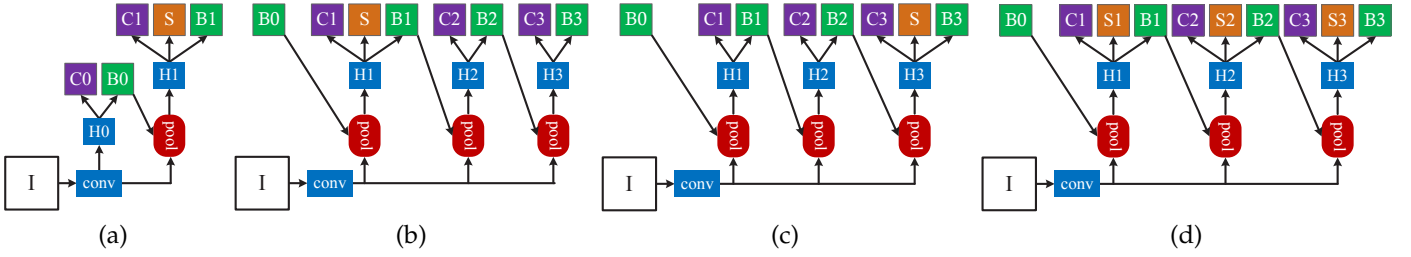 C1 S B1
C0 B0
H1
H0
pool
I conv
(a)
B0 C1 S B1 C2 B2 C3 B3
H1 H2 H3
pool pool pool
I conv
(b)
B0 C1 B1 C2 B2 C3 S B3
H1 H2 H3
pool pool pool
I conv
(c)
B0 C1 S1 B1 C2 S2 B2 C3 S3 B3
H1 H2 H3
pool pool pool
I conv
(d)